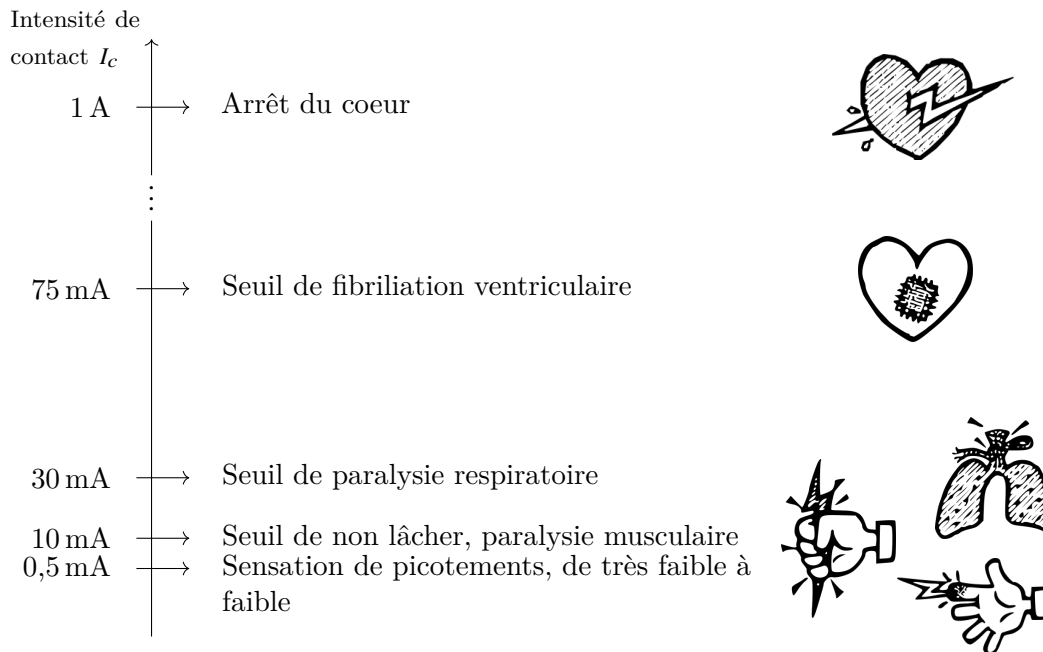 Intensité de
contact I_c
1 A Arrêt du coeur
⋮
75 mA Seuil de fibriliation ventriculaire
30 mA Seuil de paralysie respiratoire
10 mA Seuil de non lâcher, paralysie musculaire
0,5 mA Sensation de picotements, de très faible à
faible